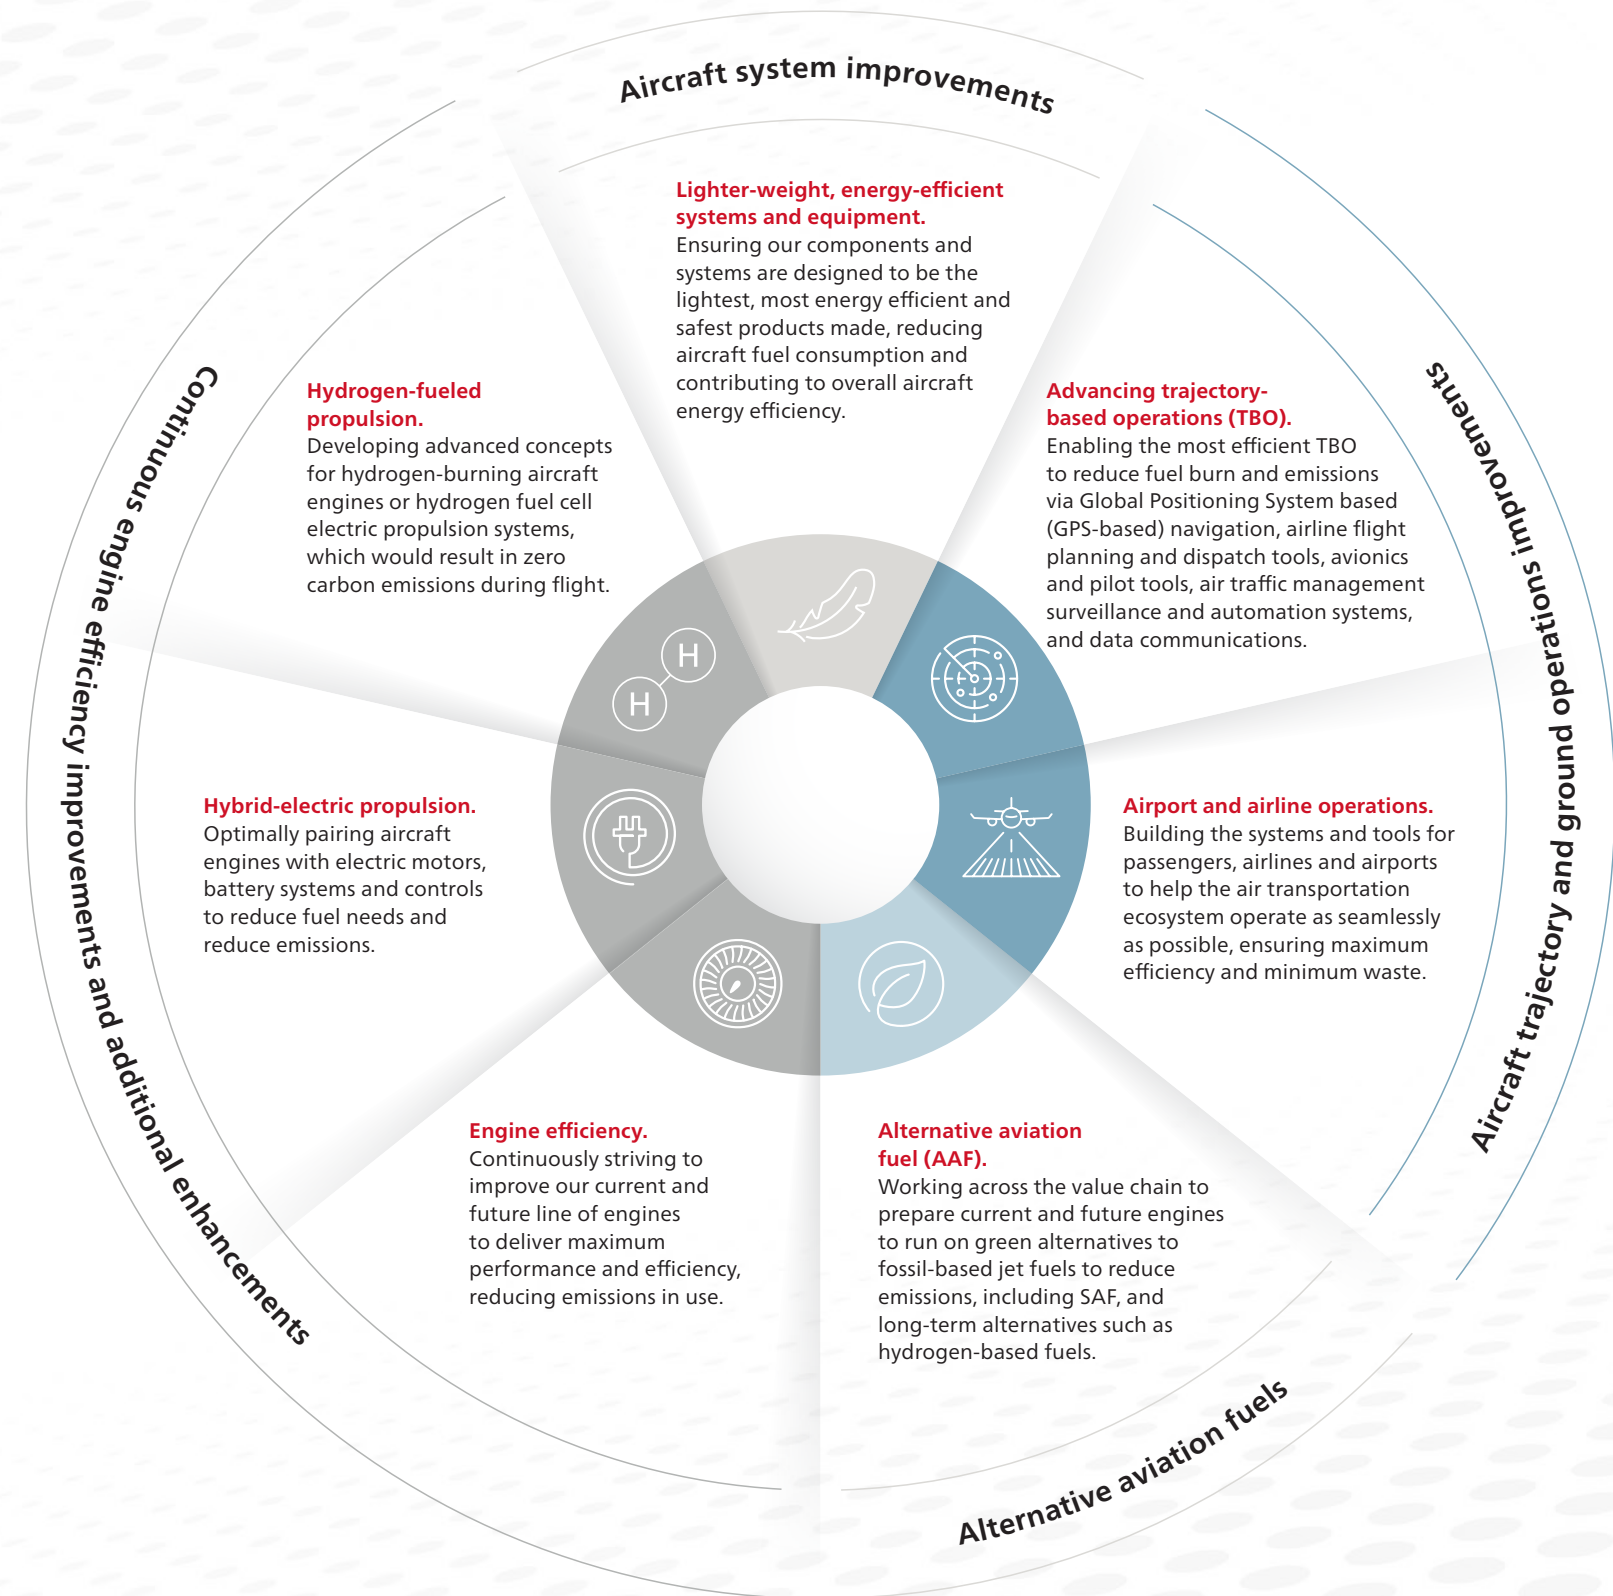 Aircraft system improvements
Lighter-weight, energy-efficient
systems and equipment.
Ensuring our components and
systems are designed to be the
lightest, most energy efficient and
safest products made, reducing
aircraft fuel consumption and
contributing to overall aircraft
energy efficiency.
Aircraft trajectory and ground operations improvements
Advancing trajectory-
based operations (TBO).
Enabling the most efficient TBO
to reduce fuel burn and emissions
via Global Positioning System based
(GPS-based) navigation, airline flight
planning and dispatch tools, avionics
and pilot tools, air traffic management
surveillance and automation systems,
and data communications.
Airport and airline operations.
Building the systems and tools for
passengers, airlines and airports
to help the air transportation
ecosystem operate as seamlessly
as possible, ensuring maximum
efficiency and minimum waste.
Alternative aviation fuels
Alternative aviation
fuel (AAF).
Working across the value chain to
prepare current and future engines
to run on green alternatives to
fossil-based jet fuels to reduce
emissions, including SAF, and
long-term alternatives such as
hydrogen-based fuels.
Continuous engine efficiency improvements and additional enhancements
Engine efficiency.
Continuously striving to
improve our current and
future line of engines
to deliver maximum
performance and efficiency,
reducing emissions in use.
Hybrid-electric propulsion.
Optimally pairing aircraft
engines with electric motors,
battery systems and controls
to reduce fuel needs and
reduce emissions.
Hydrogen-fueled
propulsion.
Developing advanced concepts
for hydrogen-burning aircraft
engines or hydrogen fuel cell
electric propulsion systems,
which would result in zero
carbon emissions during flight.
H
H